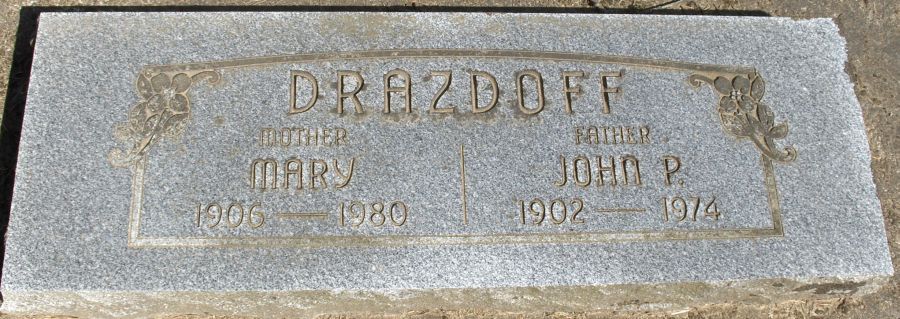 DRAZDOFF
MOTHER
MARY
1906 — 1980
FATHER
JOHN P.
1902 — 1974